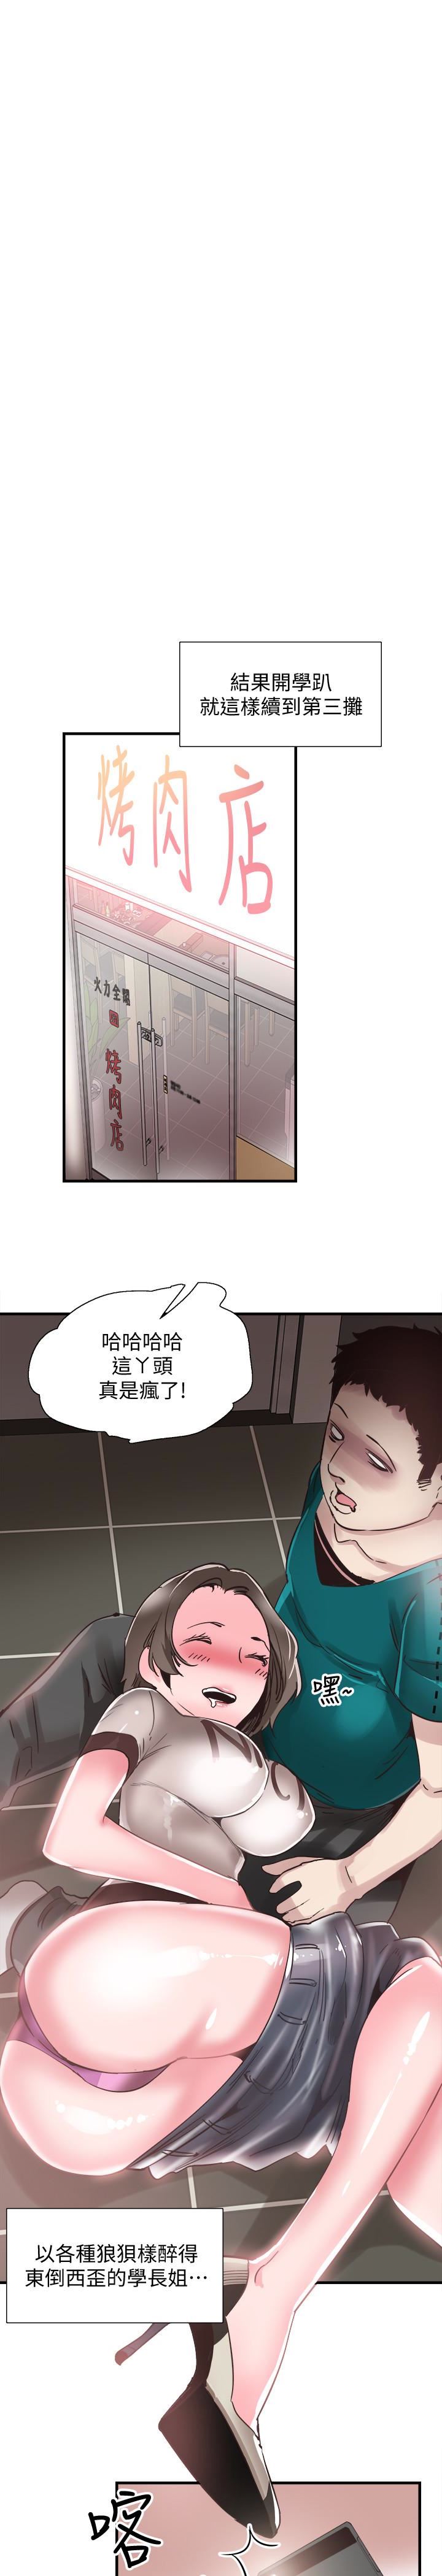 結果開學趴
就這樣續到第三攤
烤肉店
火力全開
烤肉店
哈哈哈哈
這丫頭
真是瘋了!
嘿~
以各種狼狽樣醉得
東倒西歪的學長姐…
喀